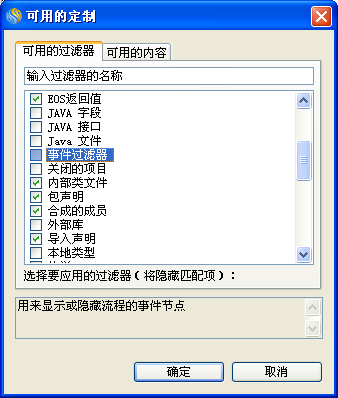 可用的定制
可用的过滤器 可用的内容
输入过滤器的名称
EOS返回值
JAVA 字段
JAVA 接口
Java 文件
事件过滤器
关闭的项目
内部类文件
包声明
合成的成员
外部库
导入声明
本地类型
选择要应用的过滤器(将隐藏匹配项):
用来显示或隐藏流程的事件节点
确定 取消